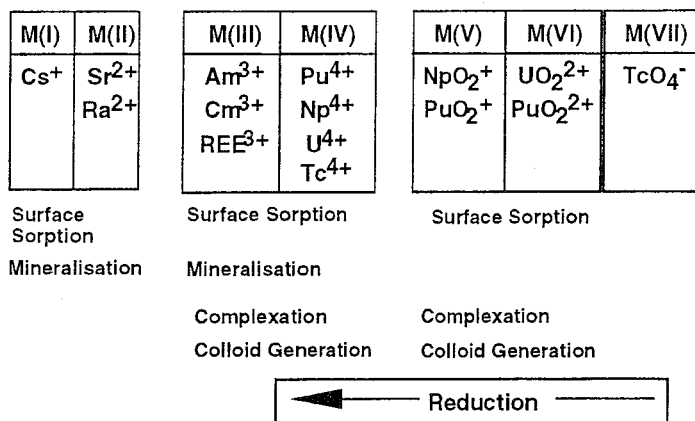 M(I) M(II) M(III) M(IV) M(V) M(VI) M(VII)
Cs⁺ Sr²⁺ Am³⁺ Pu⁴⁺ NpO₂⁺ UO₂²⁺ TcO₄⁻
Ra²⁺ Cm³⁺ Np⁴⁺ PuO₂⁺ PuO₂²⁺
REE³⁺ U⁴⁺
Tc⁴⁺
Surface Surface Sorption Surface Sorption
Sorption
Mineralisation Mineralisation
Complexation Complexation
Colloid Generation Colloid Generation
Reduction